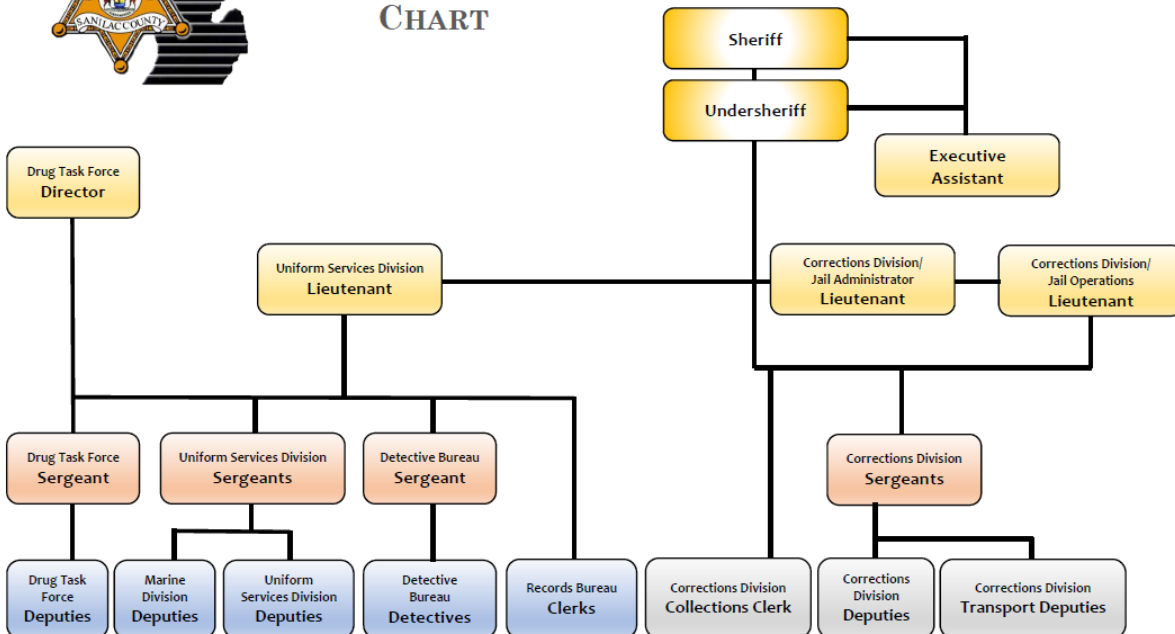 SANILAC COUNTY
CHART
Sheriff
Undersheriff
Executive
Assistant
Drug Task Force
Director
Uniform Services Division
Lieutenant
Corrections Division/
Jail Administrator
Lieutenant
Corrections Division/
Jail Operations
Lieutenant
Drug Task Force
Sergeant
Uniform Services Division
Sergeants
Detective Bureau
Sergeant
Corrections Division
Sergeants
Drug Task
Force
Deputies
Marine
Division
Deputies
Uniform
Services Division
Deputies
Detective
Bureau
Detectives
Records Bureau
Clerks
Corrections Division
Collections Clerk
Corrections
Division
Deputies
Corrections Division
Transport Deputies